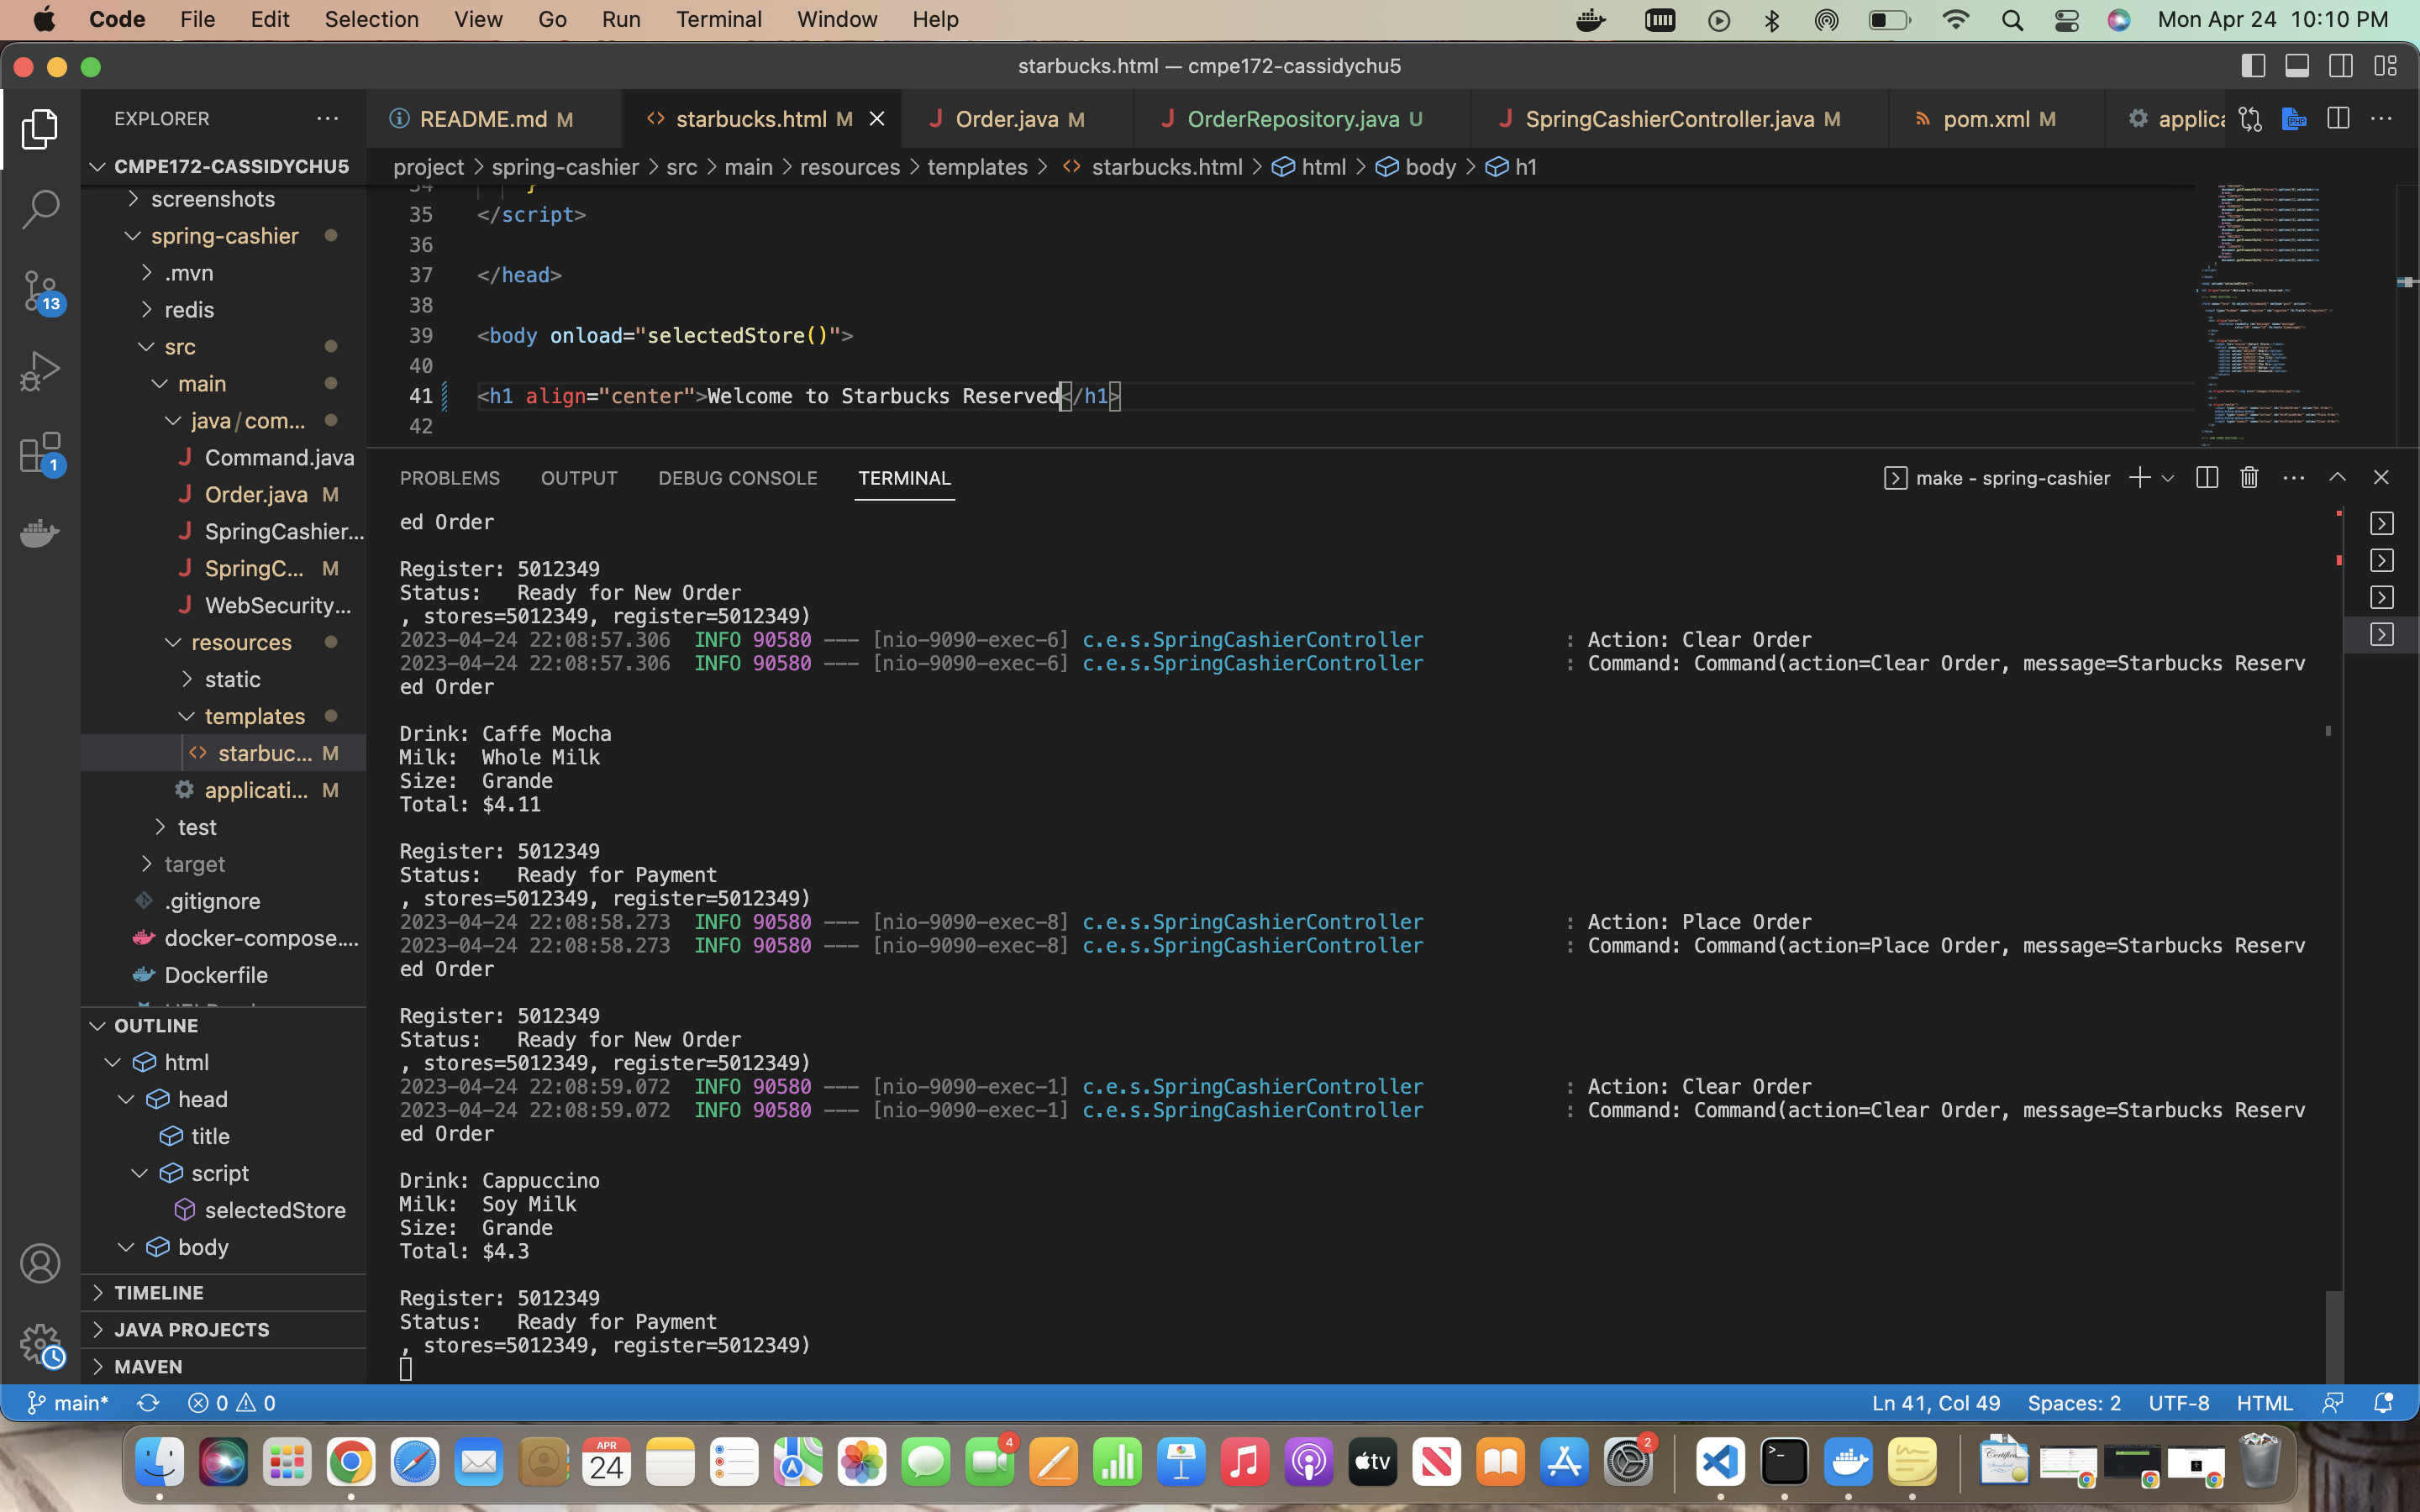 Code File Edit Selection View Go Run Terminal Window Help Mon Apr 24 10:10 PM
starbucks.html — cmpe172-cassidychu5
EXPLORER
README.md M
starbucks.html M
Order.java M
OrderRepository.java U
SpringCashierController.java M
pom.xml M
applica
CMPE172-CASSIDYCHU5
project > spring-cashier > src > main > resources > templates > starbucks.html > html > body > h1
screenshots
spring-cashier
.mvn
redis
src
main
java/com...
Command.java
Order.java M
SpringCashier...
SpringC... M
WebSecurity...
resources
static
templates
starbuc... M
applicati... M
test
target
.gitignore
docker-compose....
Dockerfile
13
1
OUTLINE
html
head
title
script
selectedStore
body
TIMELINE
JAVA PROJECTS
MAVEN
34 }
35 </script>
36
37 </head>
38
39 <body onload="selectedStore()">
40
41 <h1 align="center">Welcome to Starbucks Reserved</h1>
42
PROBLEMS OUTPUT DEBUG CONSOLE TERMINAL
make - spring-cashier
ed Order
Register: 5012349
Status: Ready for New Order
, stores=5012349, register=5012349)
2023-04-24 22:08:57.306 INFO 90580 --- [nio-9090-exec-6] c.e.s.SpringCashierController : Action: Clear Order
2023-04-24 22:08:57.306 INFO 90580 --- [nio-9090-exec-6] c.e.s.SpringCashierController : Command: Command(action=Clear Order, message=Starbucks Reserv
ed Order
Drink: Caffe Mocha
Milk: Whole Milk
Size: Grande
Total: $4.11
Register: 5012349
Status: Ready for Payment
, stores=5012349, register=5012349)
2023-04-24 22:08:58.273 INFO 90580 --- [nio-9090-exec-8] c.e.s.SpringCashierController : Action: Place Order
2023-04-24 22:08:58.273 INFO 90580 --- [nio-9090-exec-8] c.e.s.SpringCashierController : Command: Command(action=Place Order, message=Starbucks Reserv
ed Order
Register: 5012349
Status: Ready for New Order
, stores=5012349, register=5012349)
2023-04-24 22:08:59.072 INFO 90580 --- [nio-9090-exec-1] c.e.s.SpringCashierController : Action: Clear Order
2023-04-24 22:08:59.072 INFO 90580 --- [nio-9090-exec-1] c.e.s.SpringCashierController : Command: Command(action=Clear Order, message=Starbucks Reserv
ed Order
Drink: Cappuccino
Milk: Soy Milk
Size: Grande
Total: $4.3
Register: 5012349
Status: Ready for Payment
, stores=5012349, register=5012349)
main* 0 0
Ln 41, Col 49 Spaces: 2 UTF-8 HTML
APR
24
4
tv
2